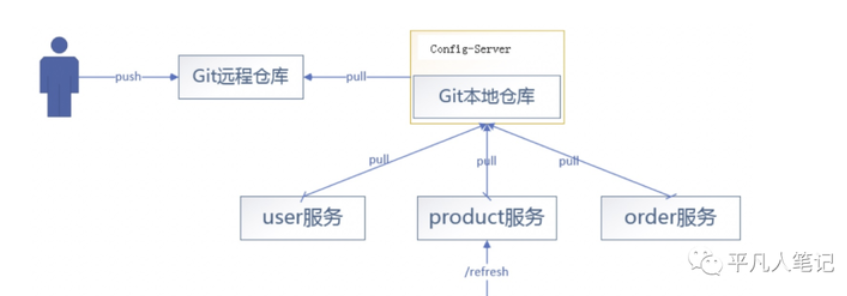 Config-Server
push
Git远程仓库
pull
Git本地仓库
pull
pull
pull
user服务
product服务
order服务
/refresh
平凡人笔记